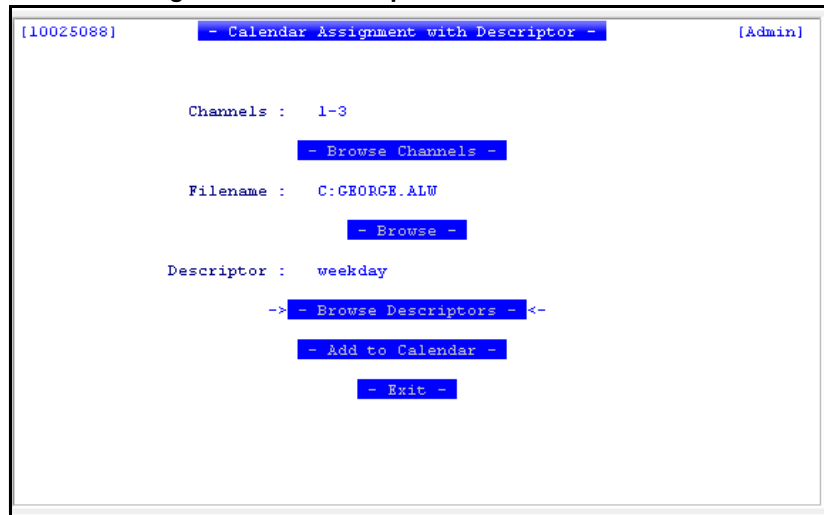 [10025088] - Calendar Assignment with Descriptor - [Admin]
Channels : 1-3
- Browse Channels -
Filename : C:GEORGE.ALW
- Browse -
Descriptor : weekday
-> - Browse Descriptors - <-
- Add to Calendar -
- Exit -